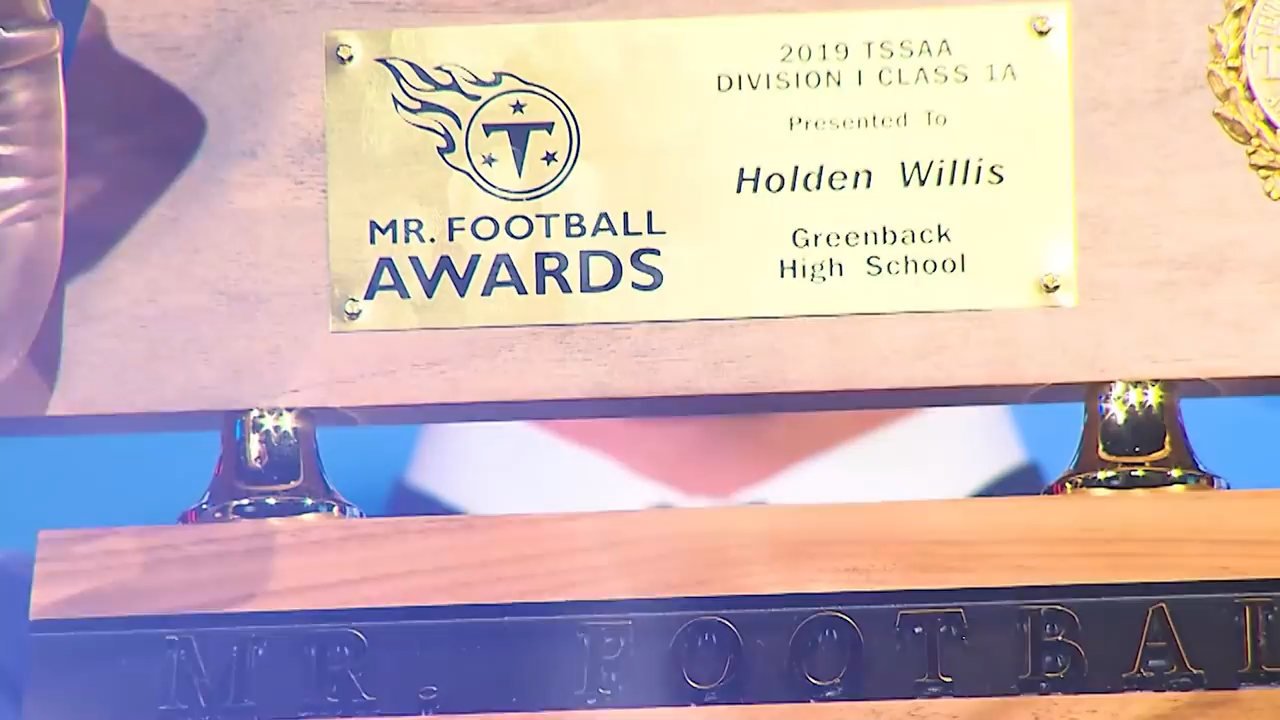 2019 TSSAA
DIVISION I CLASS 1A
Presented To
Holden Willis
Greenback
High School
T
MR. FOOTBALL
AWARDS
MR. FOOTBAL